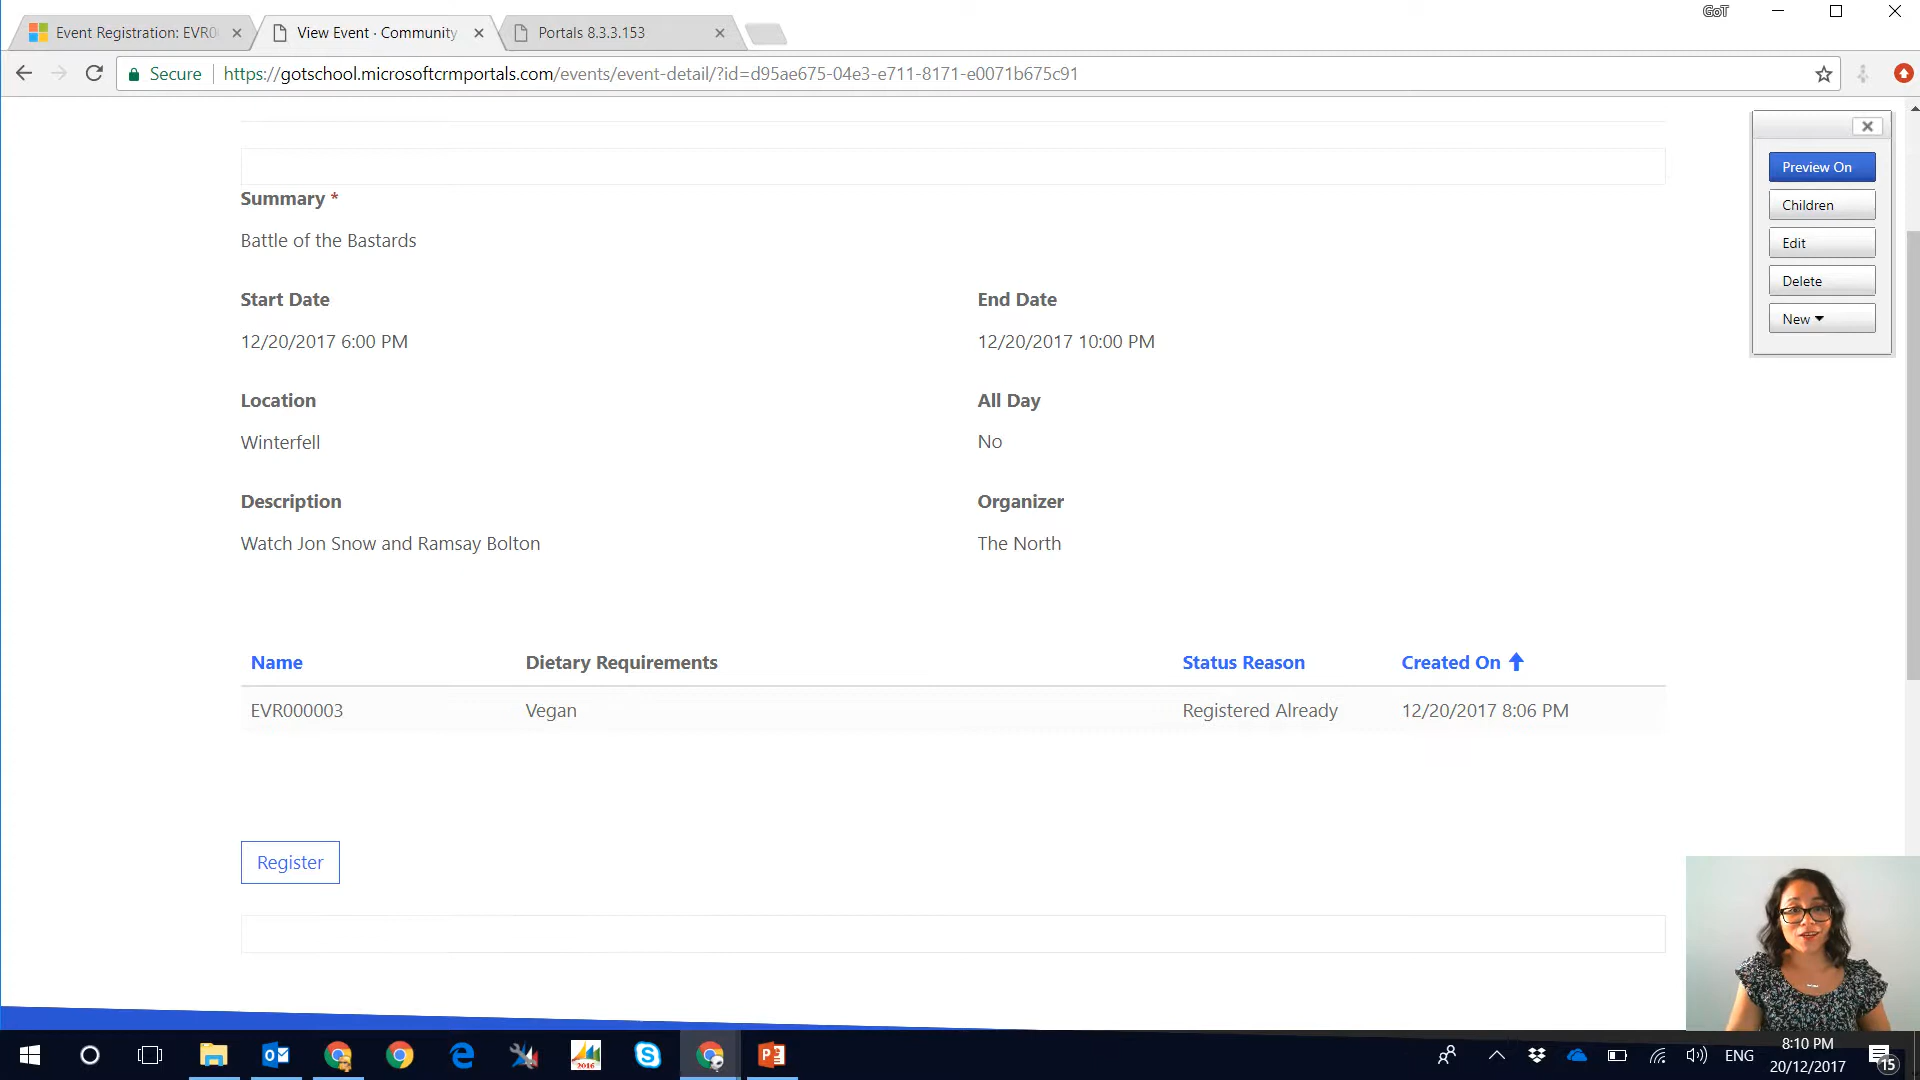 GoT
Event Registration: EVR0
View Event · Community
Portals 8.3.3.153
Secure https://gotschool.microsoftcrmportals.com/events/event-detail/?id=d95ae675-04e3-e711-8171-e0071b675c91
Preview On
Children
Edit
Delete
New
Summary *
Battle of the Bastards
Start Date End Date
12/20/2017 6:00 PM 12/20/2017 10:00 PM
Location All Day
Winterfell No
Description Organizer
Watch Jon Snow and Ramsay Bolton The North
Name Dietary Requirements Status Reason Created On
EVR000003 Vegan Registered Already 12/20/2017 8:06 PM
Register
2016
ENG
8:10 PM
20/12/2017
15